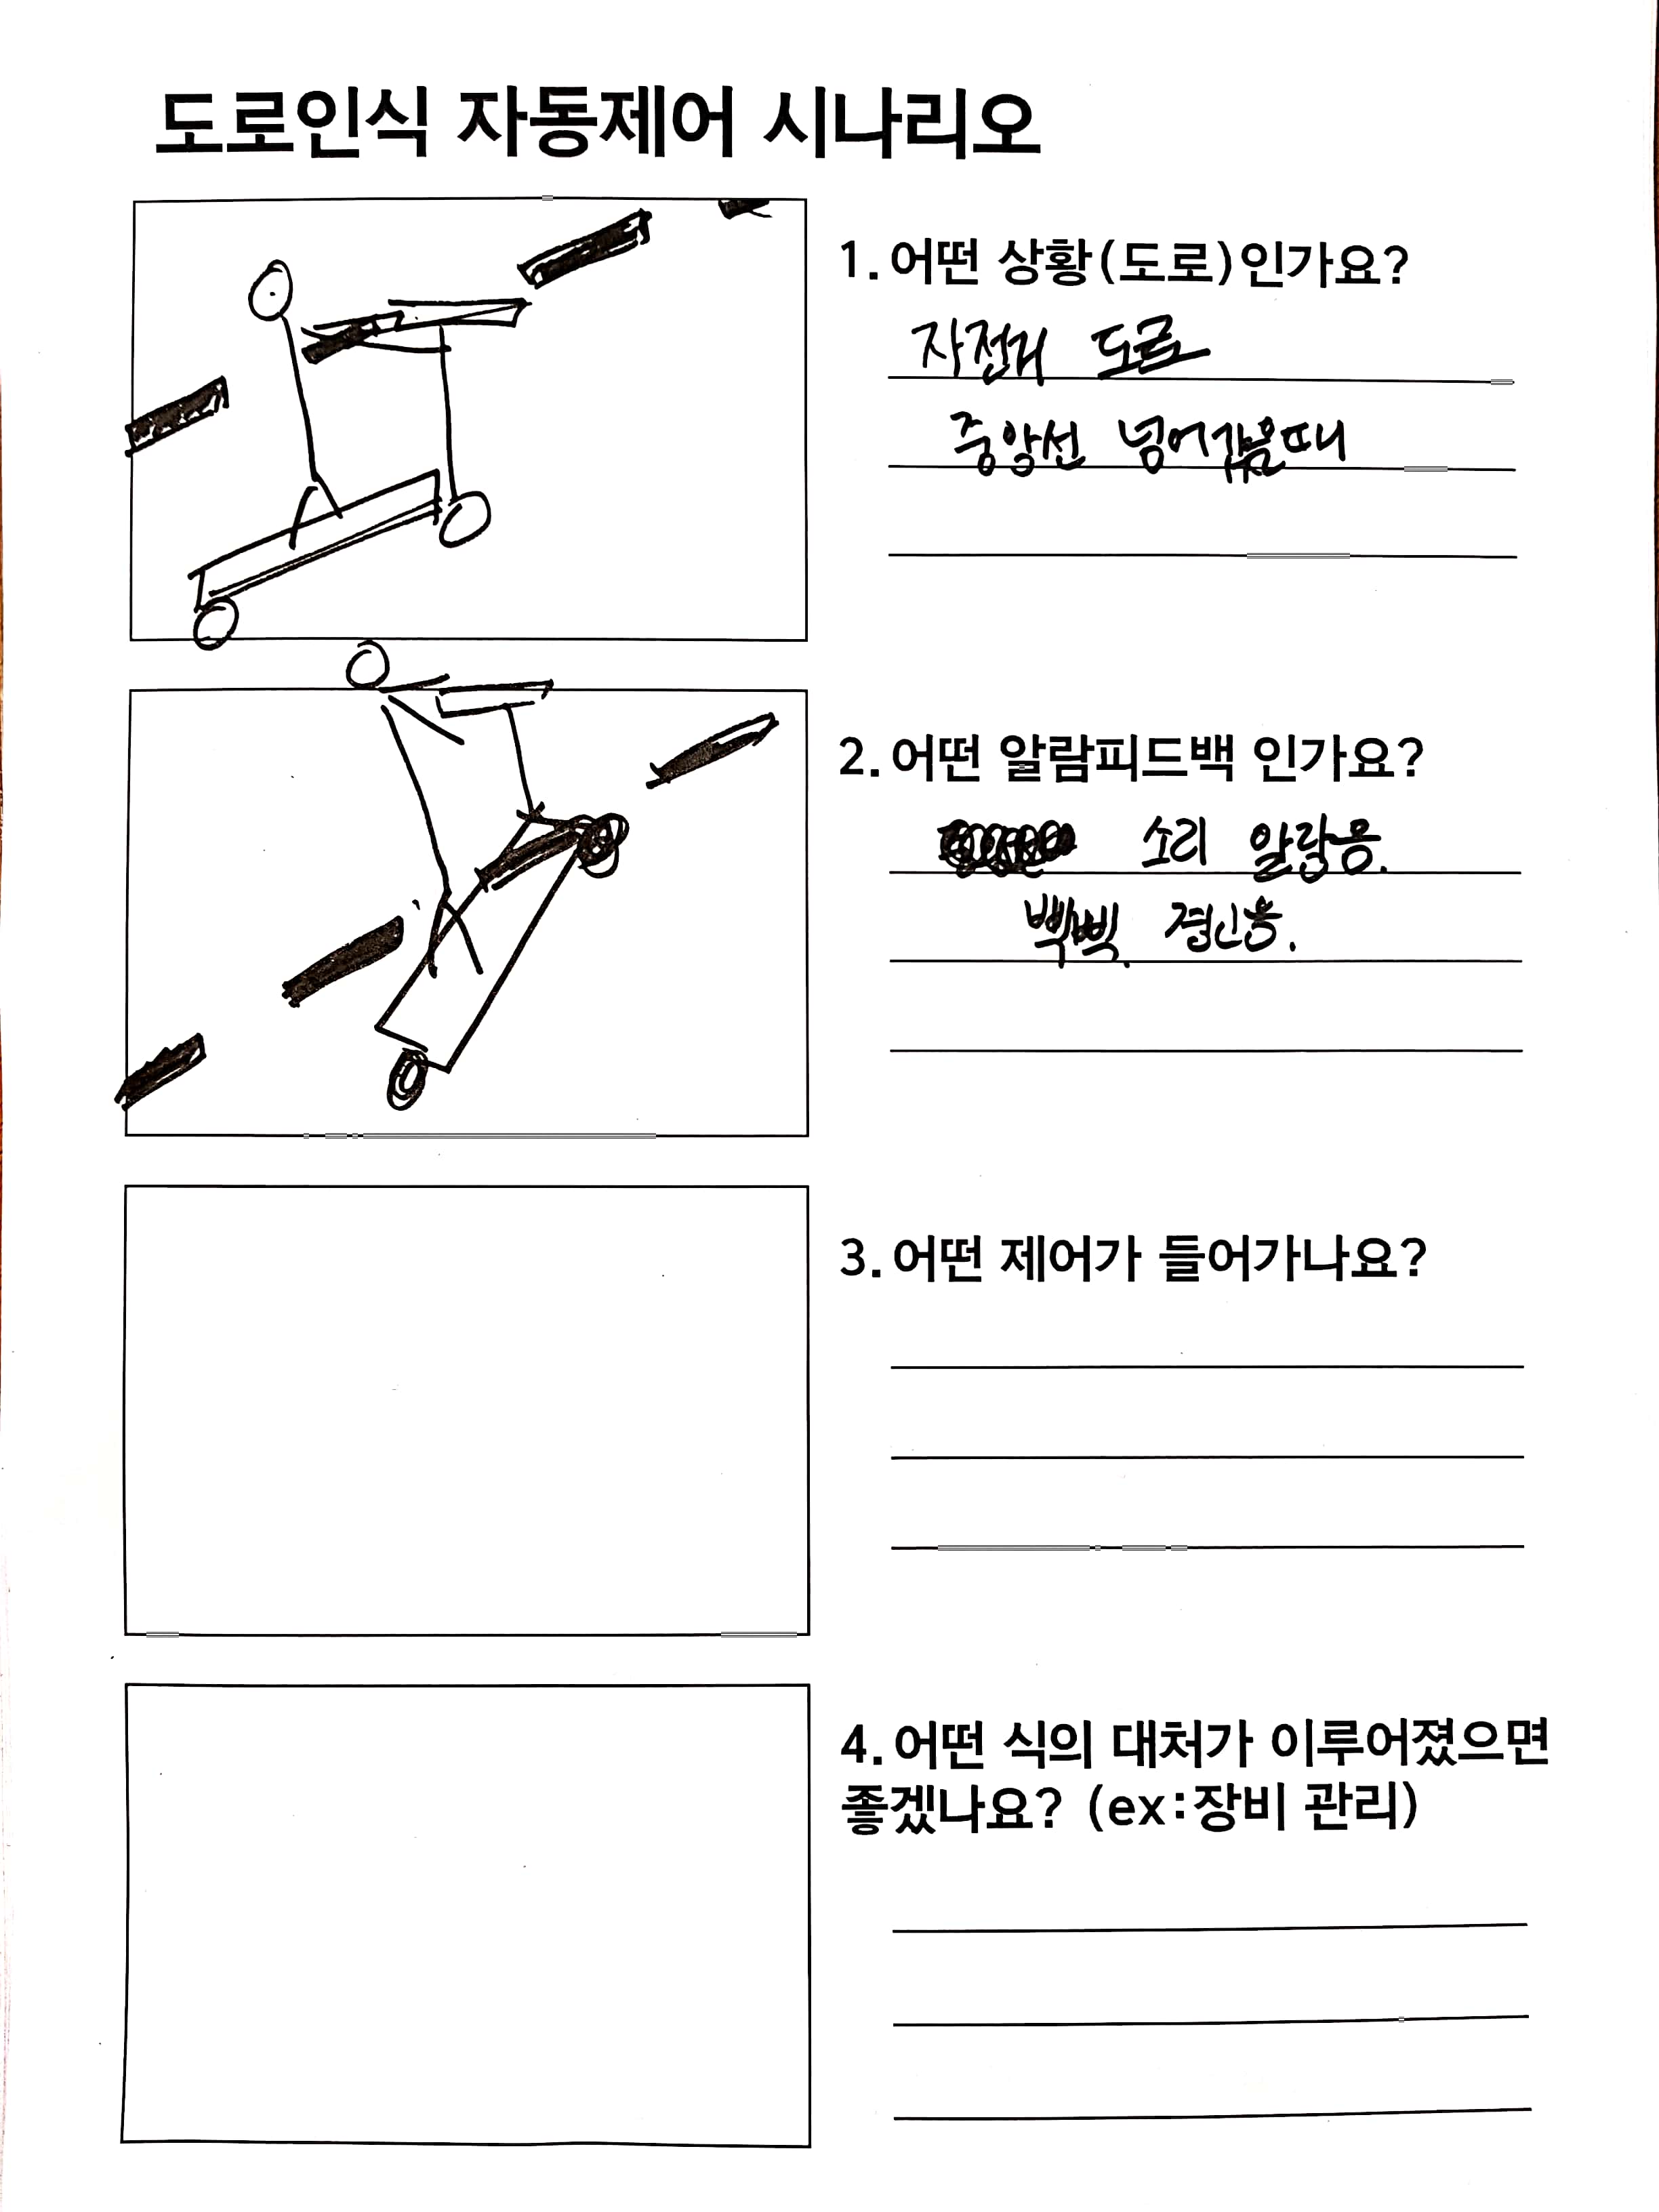 도로인식 자동제어 시나리오
1. 어떤 상황(도로)인가요?
자전거 도로
중앙선 넘어갔을때
2. 어떤 알람피드백 인가요?
소리 알람음.
삑삑. 경신음.
3. 어떤 제어가 들어가나요?
4. 어떤 식의 대처가 이루어졌으면
좋겠나요? (ex:장비 관리)